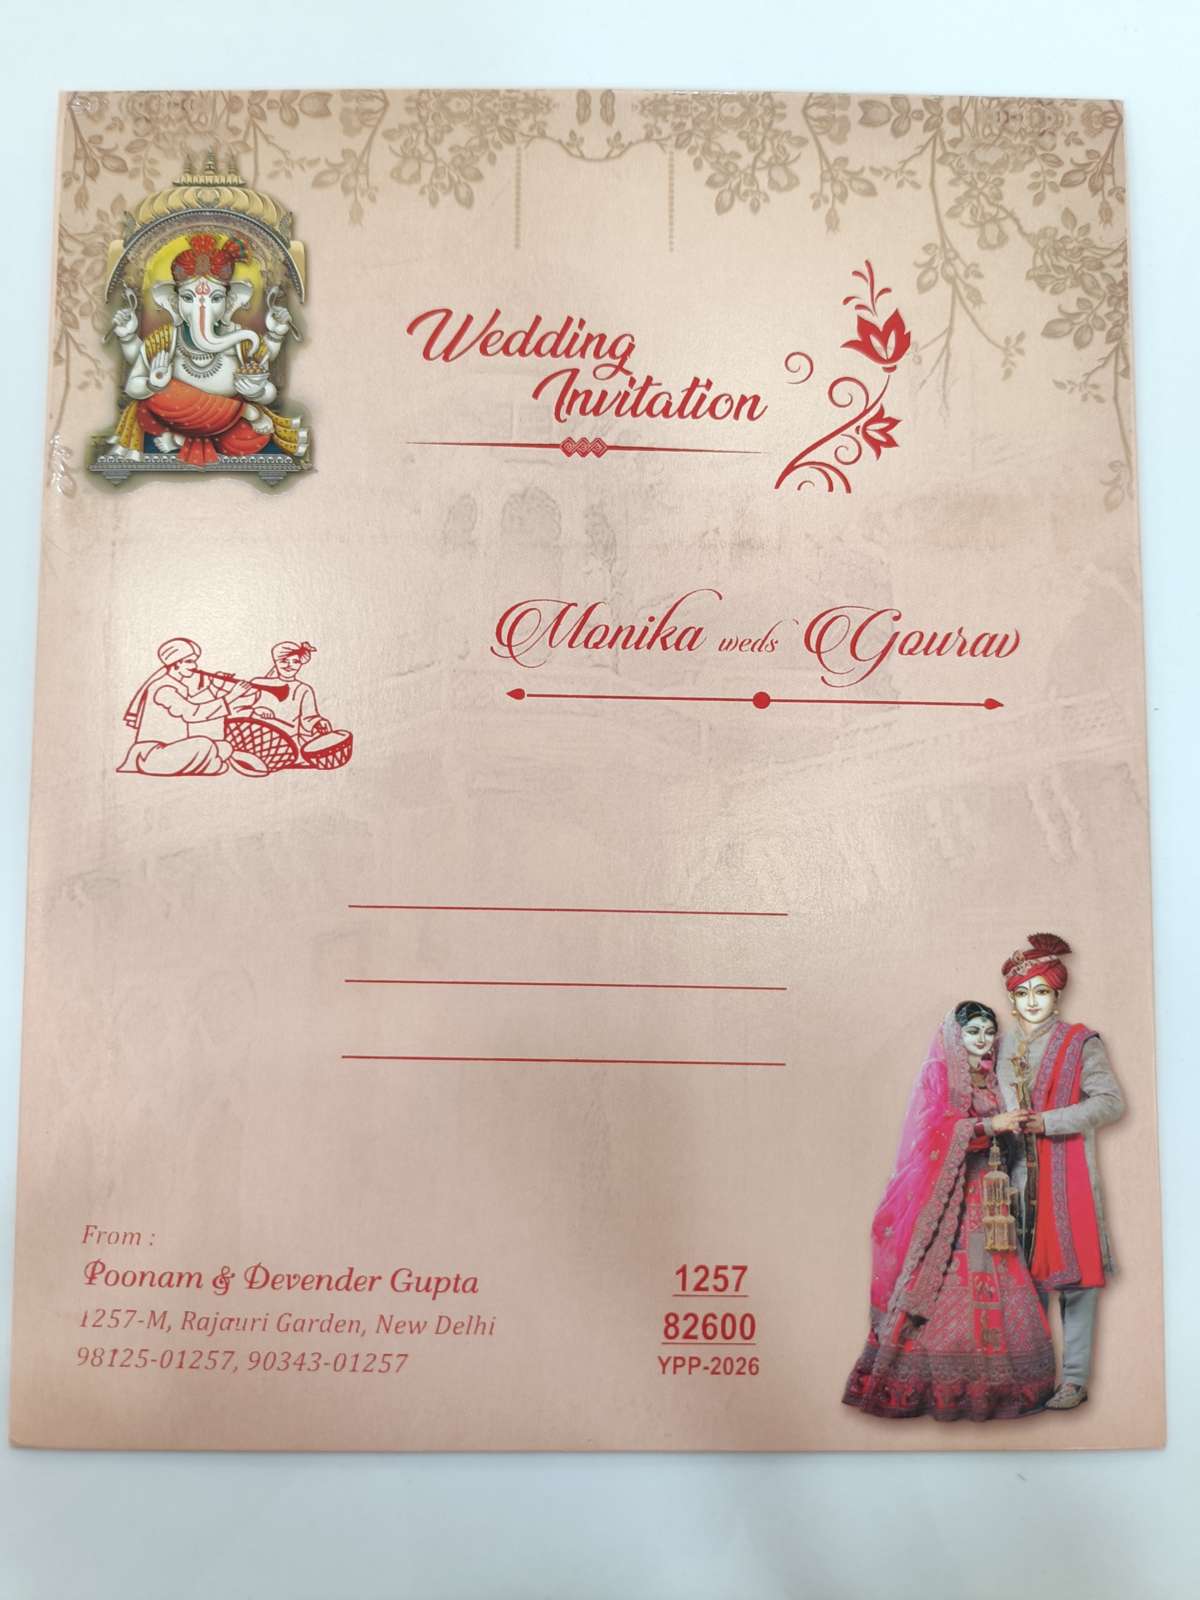 Wedding
Invitation
Monika weds Gourav
From :
Poonam & Devender Gupta
1257-M, Rajauri Garden, New Delhi
98125-01257, 90343-01257
1257
82600
YPP-2026